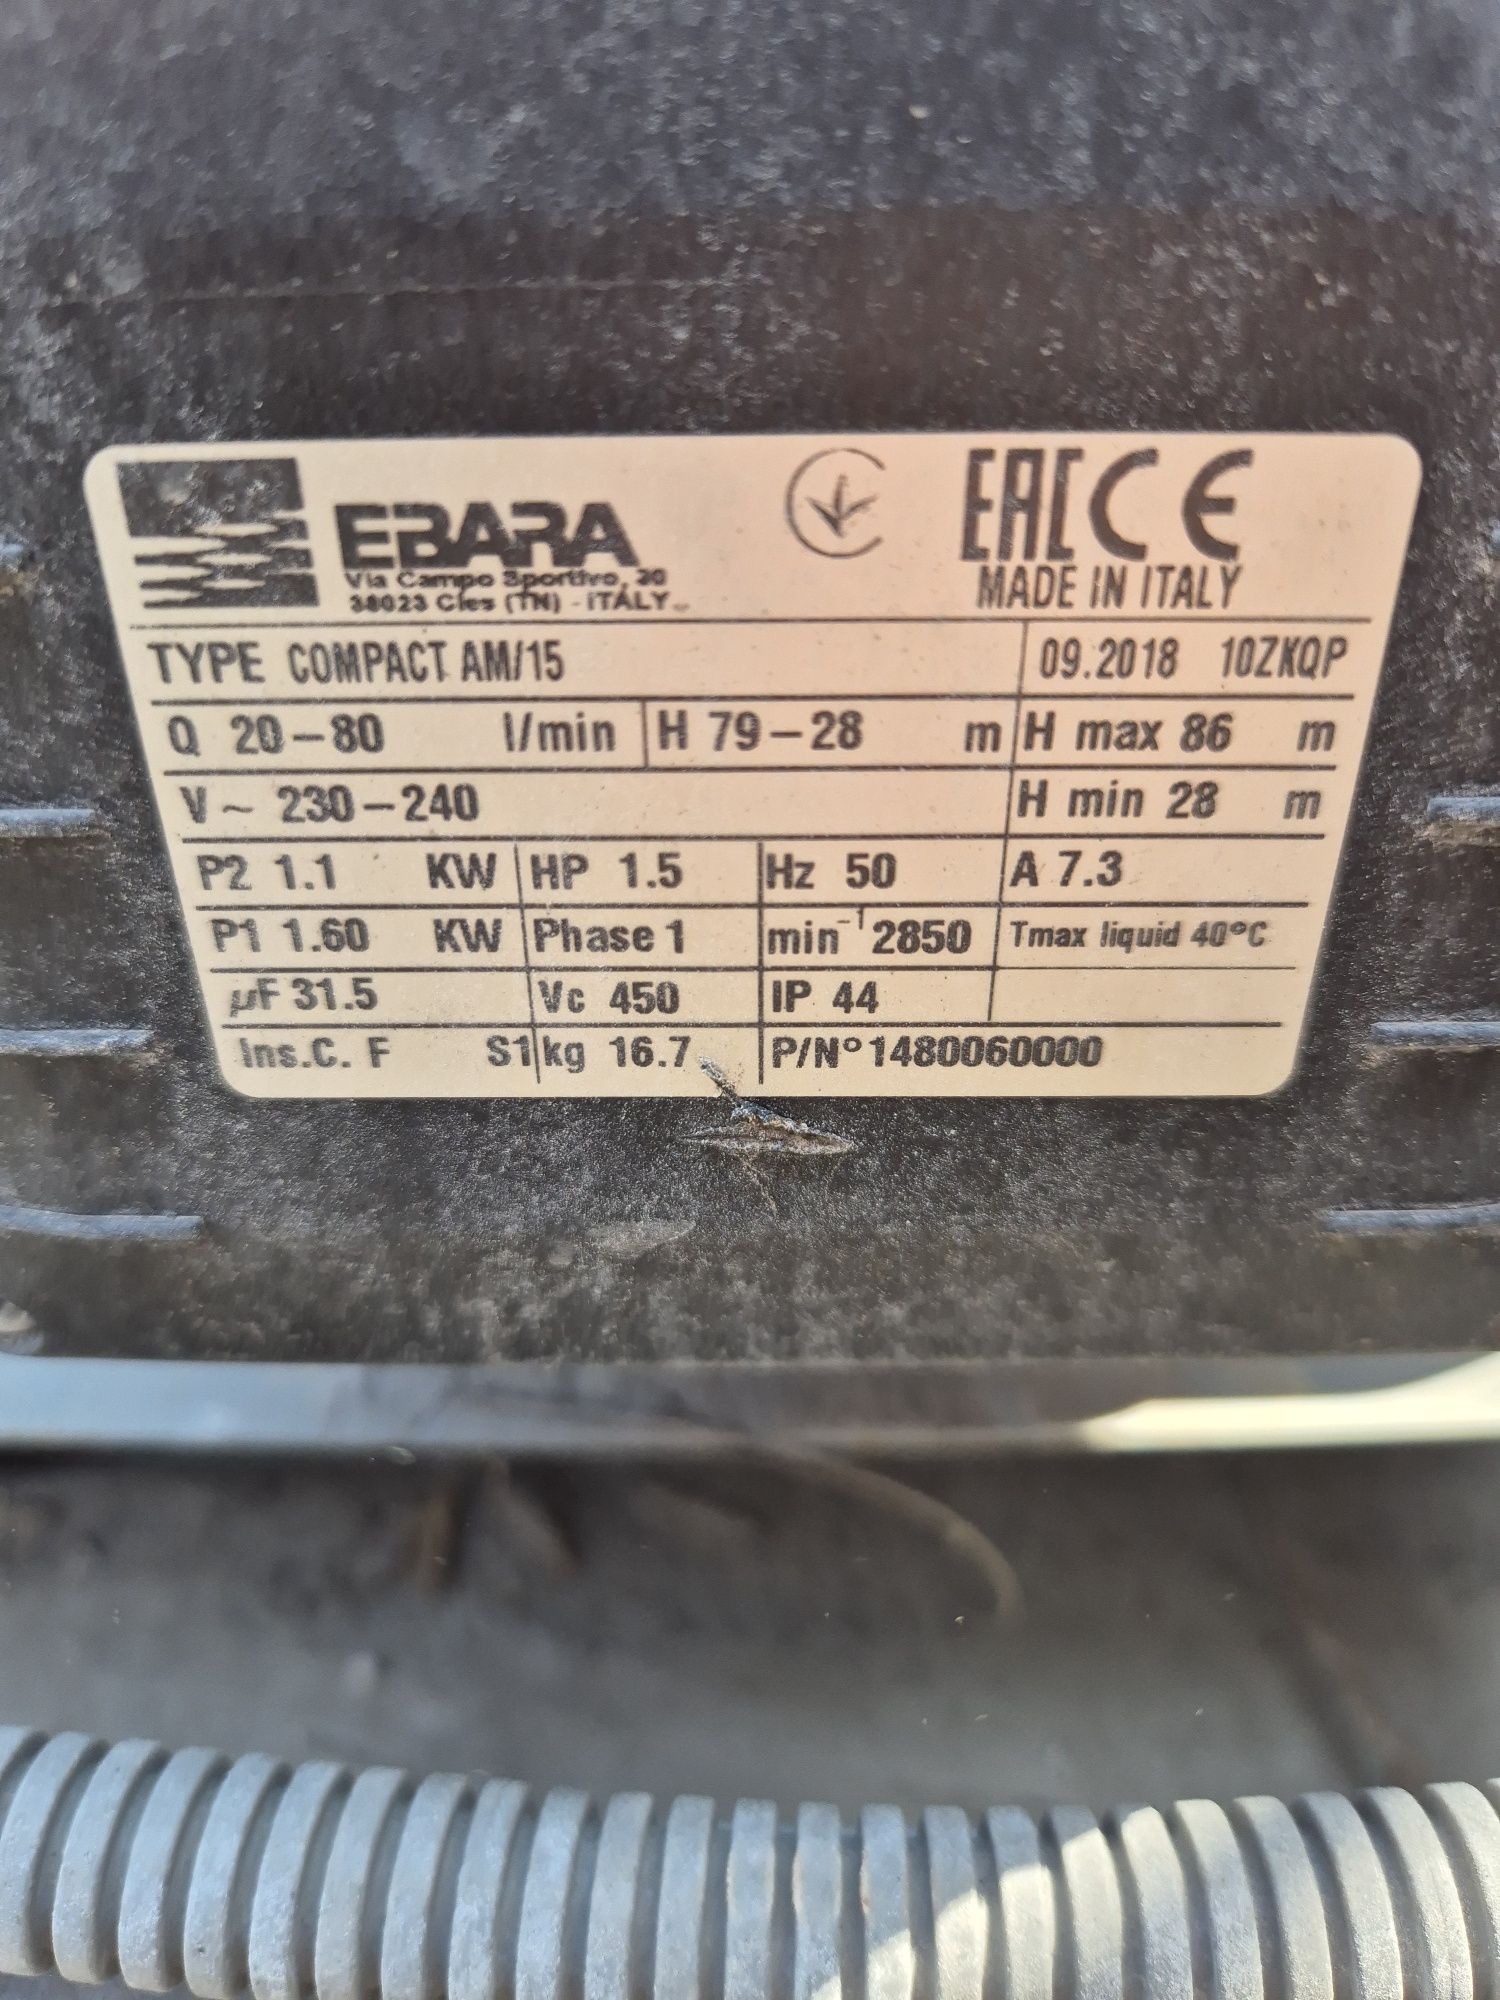 EBARA
Via Campo Sportivo, 30
38023 Cles (TN) - ITALY
EAC CE
MADE IN ITALY
TYPE COMPACT AM/15 09.2018 10ZKQP
Q 20-80 l/min H 79-28 m H max 86 m
V~ 230-240 H min 28 m
P2 1.1 KW HP 1.5 Hz 50 A 7.3
P1 1.60 KW Phase 1 min⁻¹ 2850 Tmax liquid 40°C
µF 31.5 Vc 450 IP 44
Ins.C. F S1 kg 16.7 P/N° 1480060000